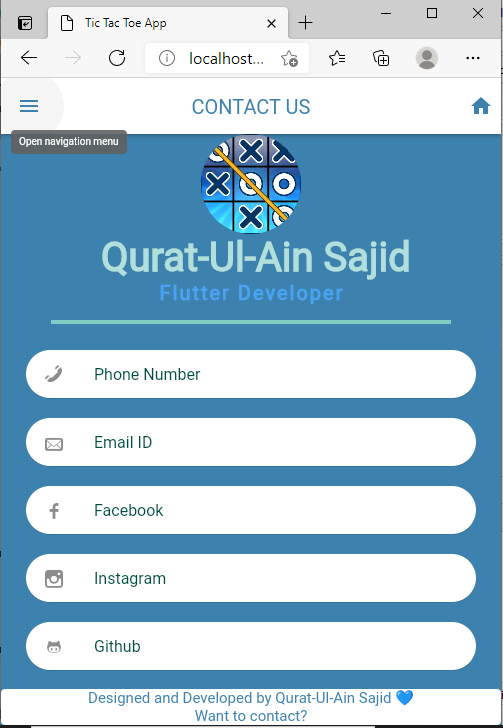 Tic Tac Toe App
localhost...
CONTACT US
Open navigation menu
Qurat-Ul-Ain Sajid
Flutter Developer
Phone Number
Email ID
Facebook
Instagram
Github
Designed and Developed by Qurat-Ul-Ain Sajid 💙
Want to contact?